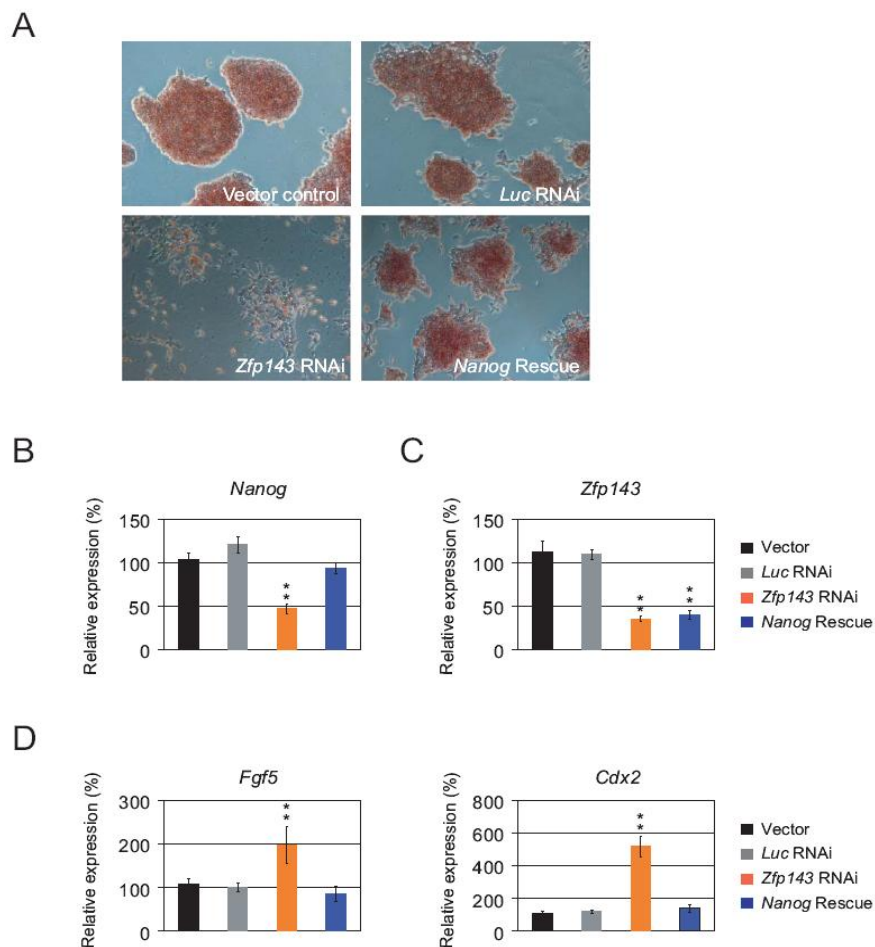 A
Vector control
Luc RNAi
Zfp143 RNAi
Nanog Rescue
B
Nanog
Relative expression (%)
150
100
50
0
**
C
Zfp143
Relative expression (%)
150
100
50
0
**
**
Vector
Luc RNAi
Zfp143 RNAi
Nanog Rescue
D
Fgf5
Relative expression (%)
300
200
100
0
**
Cdx2
Relative expression (%)
800
600
400
200
0
**
Vector
Luc RNAi
Zfp143 RNAi
Nanog Rescue